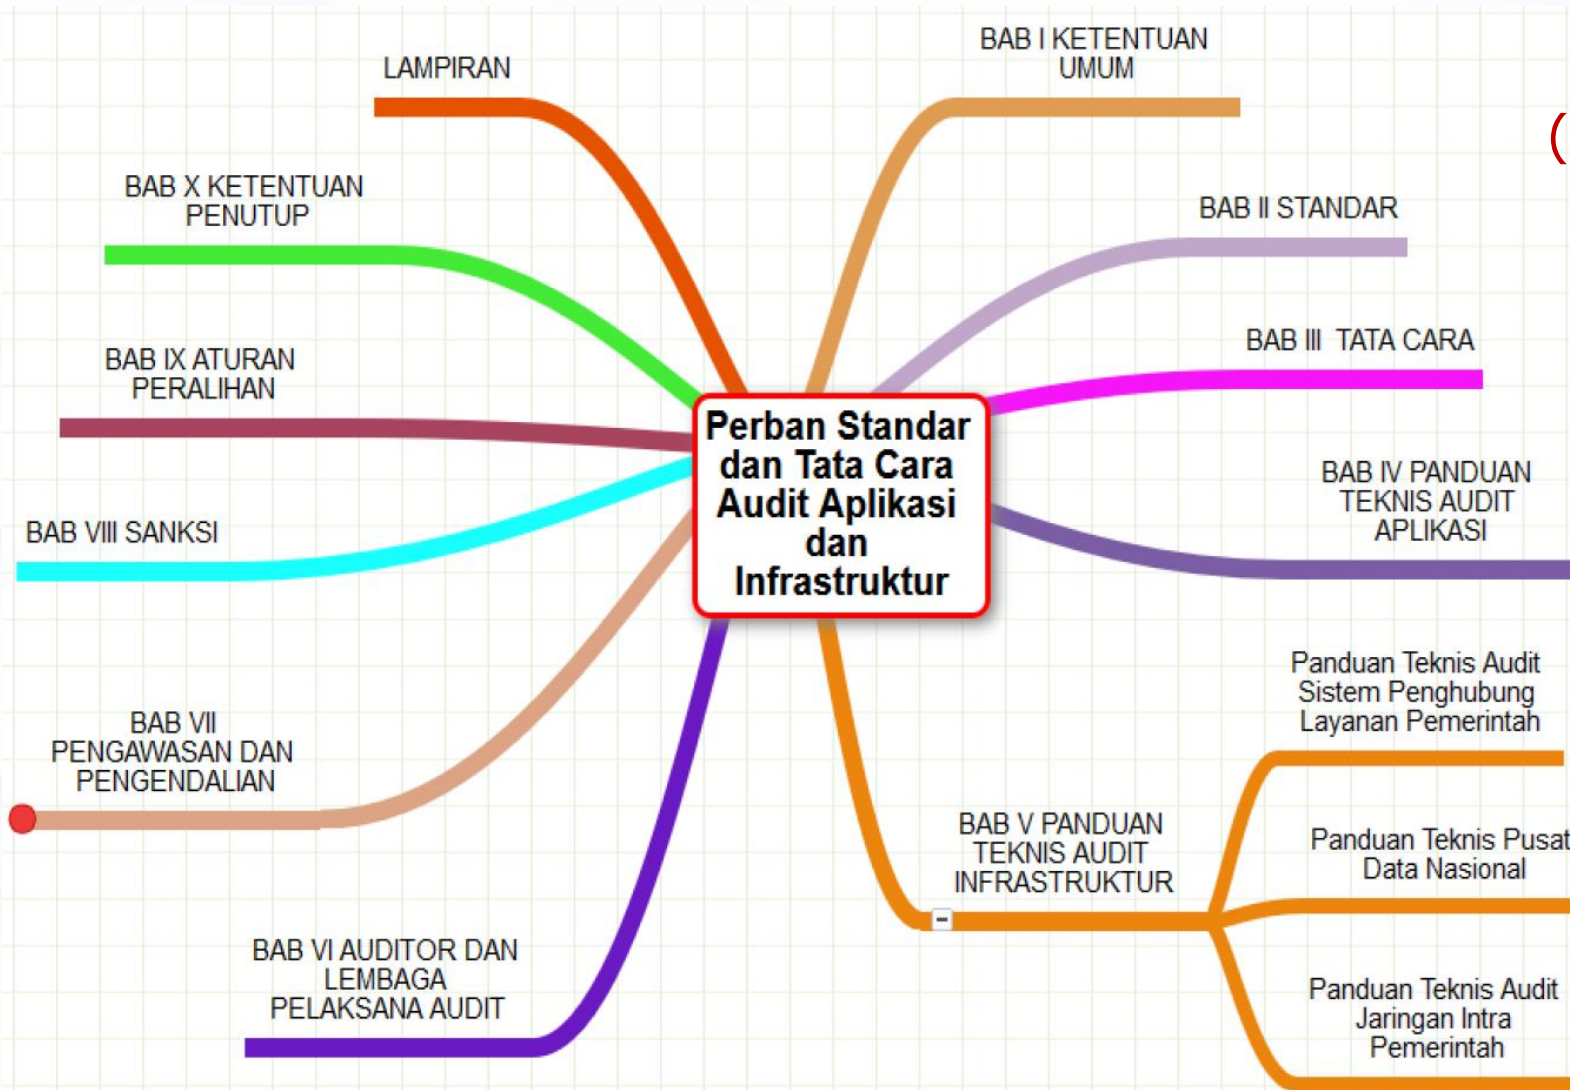 Perban Standar
dan Tata Cara
Audit Aplikasi
dan
Infrastruktur
BAB I KETENTUAN
UMUM
(
BAB II STANDAR
BAB III TATA CARA
BAB IV PANDUAN
TEKNIS AUDIT
APLIKASI
BAB V PANDUAN
TEKNIS AUDIT
INFRASTRUKTUR
Panduan Teknis Audit
Sistem Penghubung
Layanan Pemerintah
Panduan Teknis Pusat
Data Nasional
Panduan Teknis Audit
Jaringan Intra
Pemerintah
BAB VI AUDITOR DAN
LEMBAGA
PELAKSANA AUDIT
BAB VII
PENGAWASAN DAN
PENGENDALIAN
BAB VIII SANKSI
BAB IX ATURAN
PERALIHAN
BAB X KETENTUAN
PENUTUP
LAMPIRAN